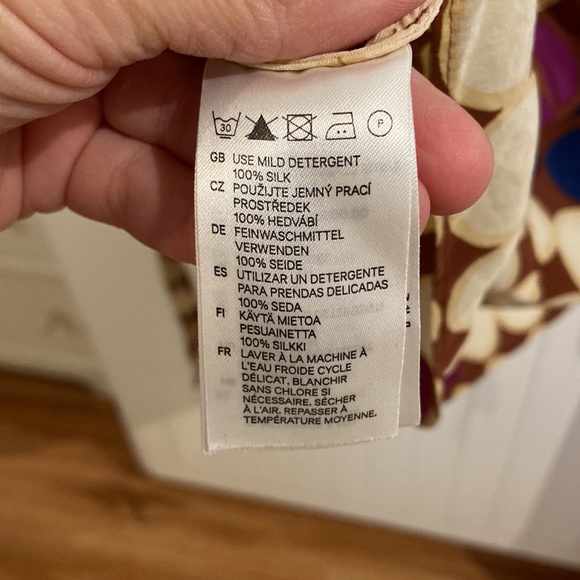 30 P
GB USE MILD DETERGENT
100% SILK
CZ POUŽIJTE JEMNÝ PRACÍ
PROSTŘEDEK
100% HEDVÁBÍ
DE FEINWASCHMITTEL
VERWENDEN
100% SEIDE
ES UTILIZAR UN DETERGENTE
PARA PRENDAS DELICADAS
100% SEDA
FI KÄYTÄ MIETOA
PESUAINETTA
100% SILKKI
FR LAVER À LA MACHINE À
L'EAU FROIDE CYCLE
DÉLICAT, BLANCHIR
SANS CHLORE SI
NÉCESSAIRE. SÉCHER
À L'AIR. REPASSER À
TEMPÉRATURE MOYENNE.